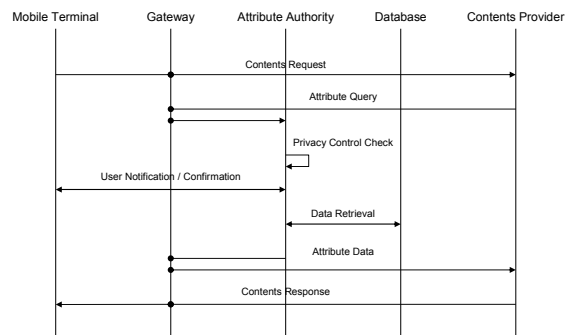 Mobile Terminal
Gateway
Attribute Authority
Database
Contents Provider
Contents Request
Attribute Query
Privacy Control Check
User Notification / Confirmation
Data Retrieval
Attribute Data
Contents Response